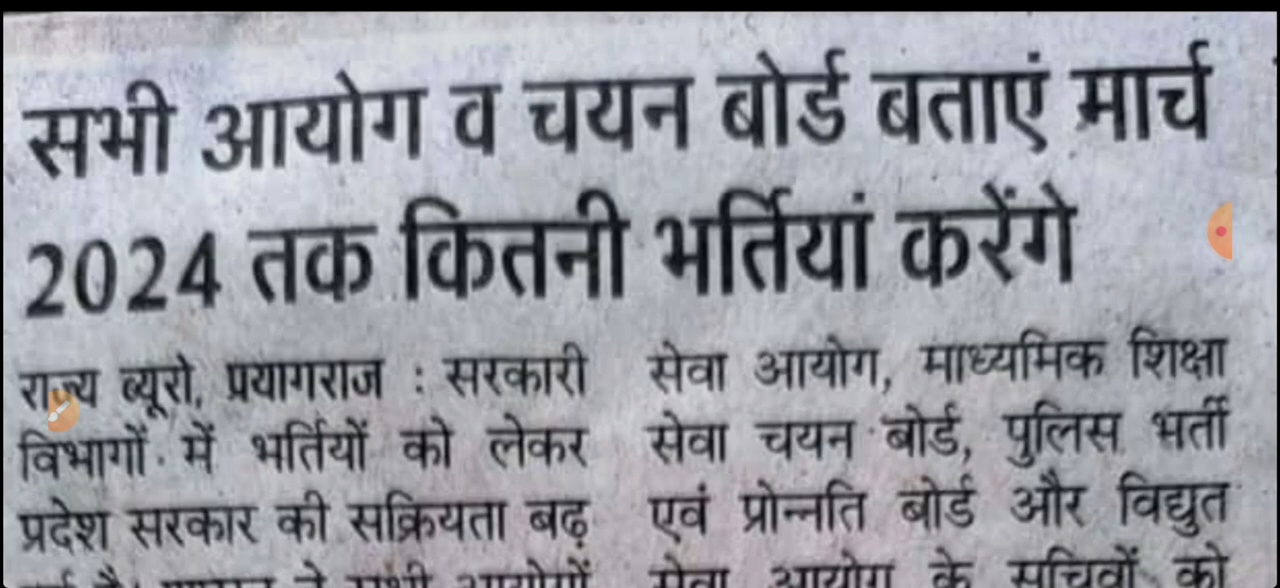 सभी आयोग व चयन बोर्ड बताएं मार्च
2024 तक कितनी भर्तियां करेंगे
राज्य ब्यूरो, प्रयागराज : सरकारी
विभागों में भर्तियों को लेकर
प्रदेश सरकार की सक्रियता बढ़
सेवा आयोग, माध्यमिक शिक्षा
सेवा चयन बोर्ड, पुलिस भर्ती
एवं प्रोन्नति बोर्ड और विद्युत
सेवा आयोग के सचिवों को